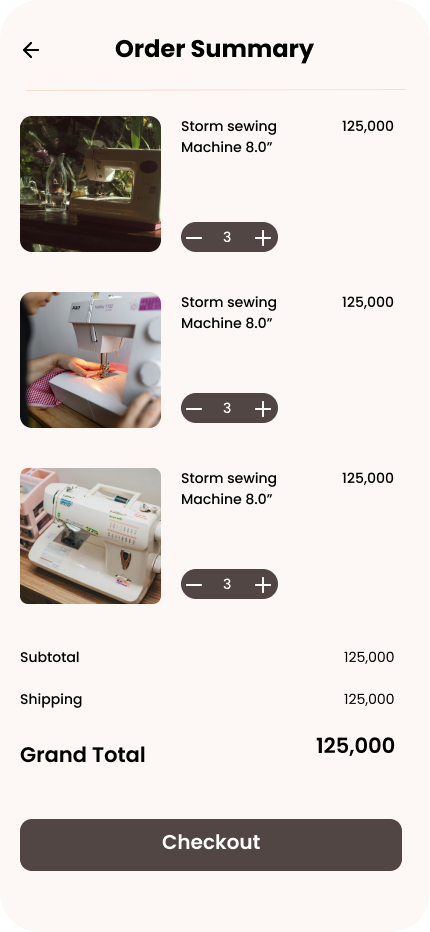 Order Summary
Storm sewing 125,000
Machine 8.0”
3
Storm sewing 125,000
Machine 8.0”
3
Storm sewing 125,000
Machine 8.0”
3
Subtotal 125,000
Shipping 125,000
Grand Total 125,000
Checkout